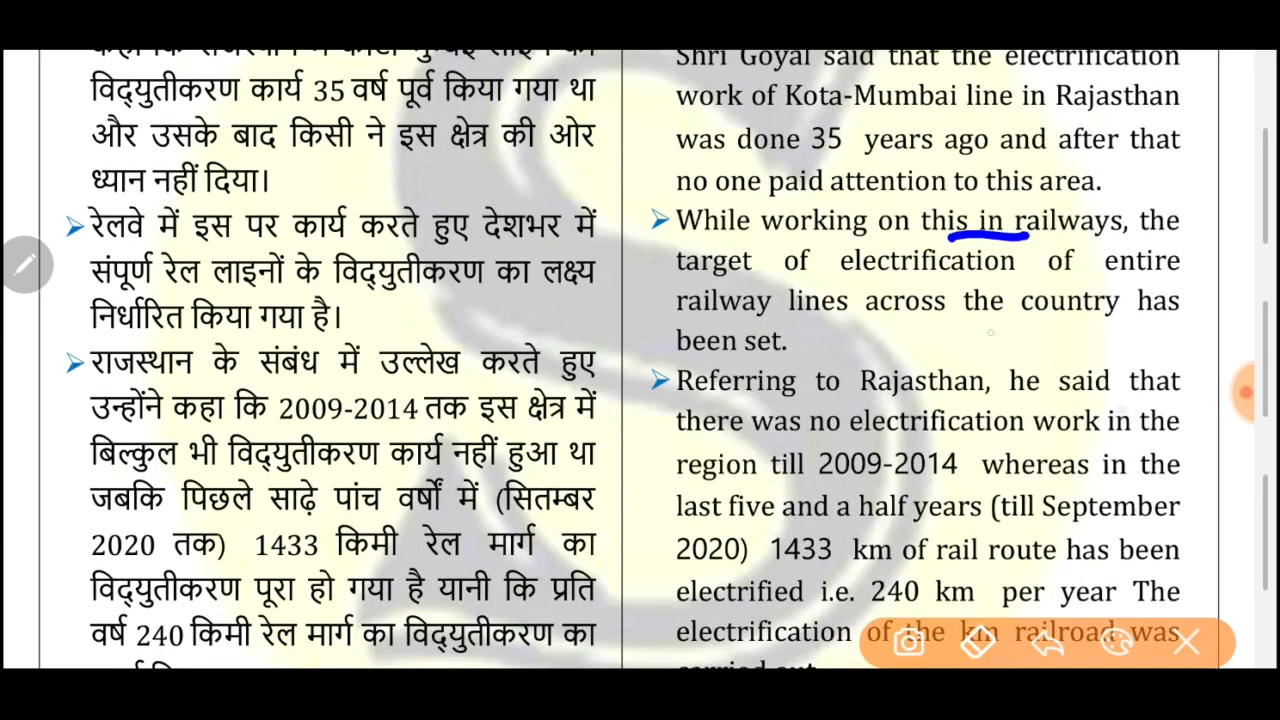 विद्युतीकरण कार्य 35 वर्ष पूर्व किया गया था
और उसके बाद किसी ने इस क्षेत्र की ओर
ध्यान नहीं दिया।
रेलवे में इस पर कार्य करते हुए देशभर में
संपूर्ण रेल लाइनों के विद्युतीकरण का लक्ष्य
निर्धारित किया गया है।
राजस्थान के संबंध में उल्लेख करते हुए
उन्होंने कहा कि 2009-2014 तक इस क्षेत्र में
बिल्कुल भी विद्युतीकरण कार्य नहीं हुआ था
जबकि पिछले साढ़े पांच वर्षों में (सितम्बर
2020 तक) 1433 किमी रेल मार्ग का
विद्युतीकरण पूरा हो गया है यानी कि प्रति
वर्ष 240 किमी रेल मार्ग का विद्युतीकरण का
Shri Goyal said that the electrification
work of Kota-Mumbai line in Rajasthan
was done 35 years ago and after that
no one paid attention to this area.
While working on this in railways, the
target of electrification of entire
railway lines across the country has
been set.
Referring to Rajasthan, he said that
there was no electrification work in the
region till 2009-2014 whereas in the
last five and a half years (till September
2020) 1433 km of rail route has been
electrified i.e. 240 km per year The
electrification of the km railroad was
carried out